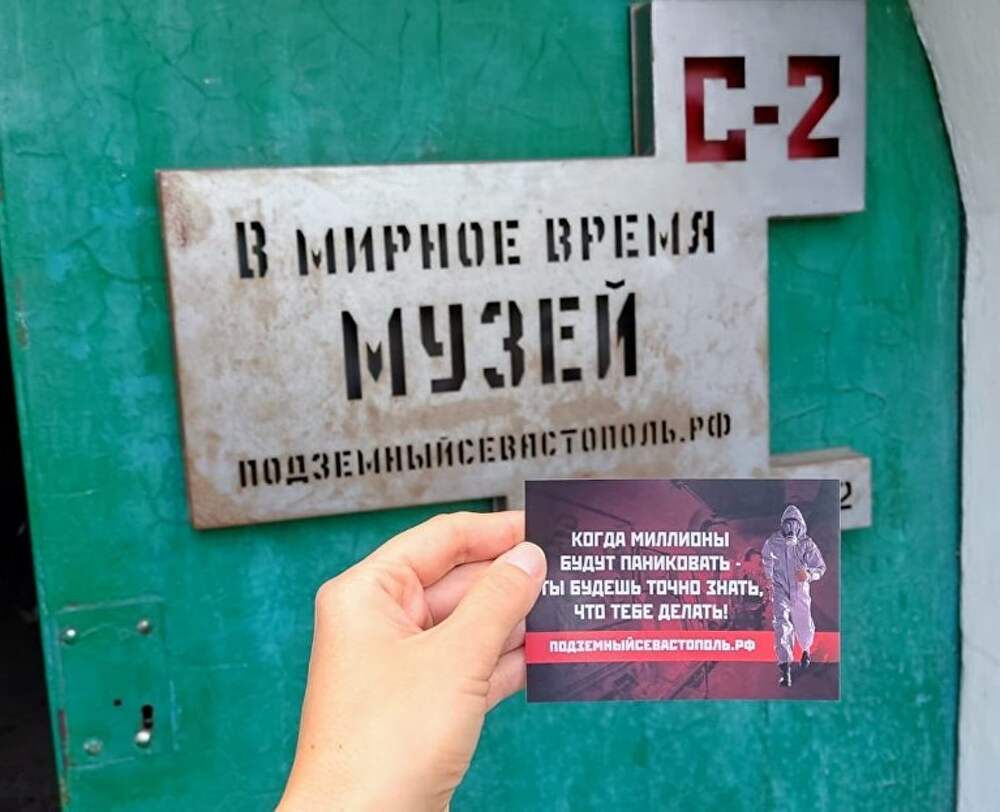 С-2
В МИРНОЕ ВРЕМЯ
МУЗЕЙ
ПОДЗЕМНЫЙСЕВАСТОПОЛЬ.РФ
2
КОГДА МИЛЛИОНЫ
БУДУТ ПАНИКОВАТЬ -
ТЫ БУДЕШЬ ТОЧНО ЗНАТЬ,
ЧТО ТЕБЕ ДЕЛАТЬ!
ПОДЗЕМНЫЙСЕВАСТОПОЛЬ.РФ